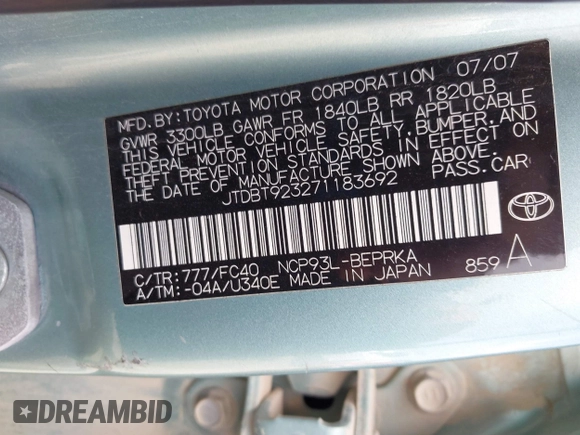 MFD.BY:TOYOTA MOTOR CORPORATION 07/07
GVWR 3300LB GAWR FR 1840LB RR 1820LB
THIS VEHICLE CONFORMS TO ALL APPLICABLE
FEDERAL MOTOR VEHICLE SAFETY,BUMPER,AND
THEFT PREVENTION STANDARDS IN EFFECT ON
THE DATE OF MANUFACTURE SHOWN ABOVE.
JTDBT923271183692 PASS.CAR
TOYOTA
C/TR:777/FC40 NCP93L-BEPRKA
A/TM:-04A/U340E MADE IN JAPAN 859 A
DREAMBID